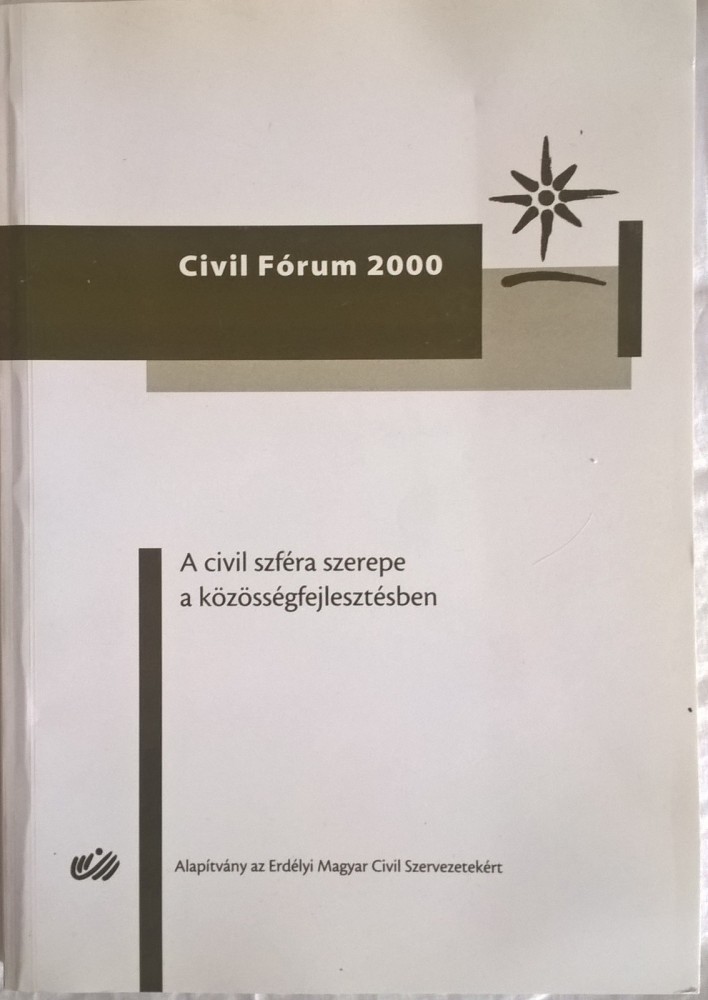 Civil Fórum 2000
A civil szféra szerepe
a közösségfejlesztésben
Alapítvány az Erdélyi Magyar Civil Szervezetekért